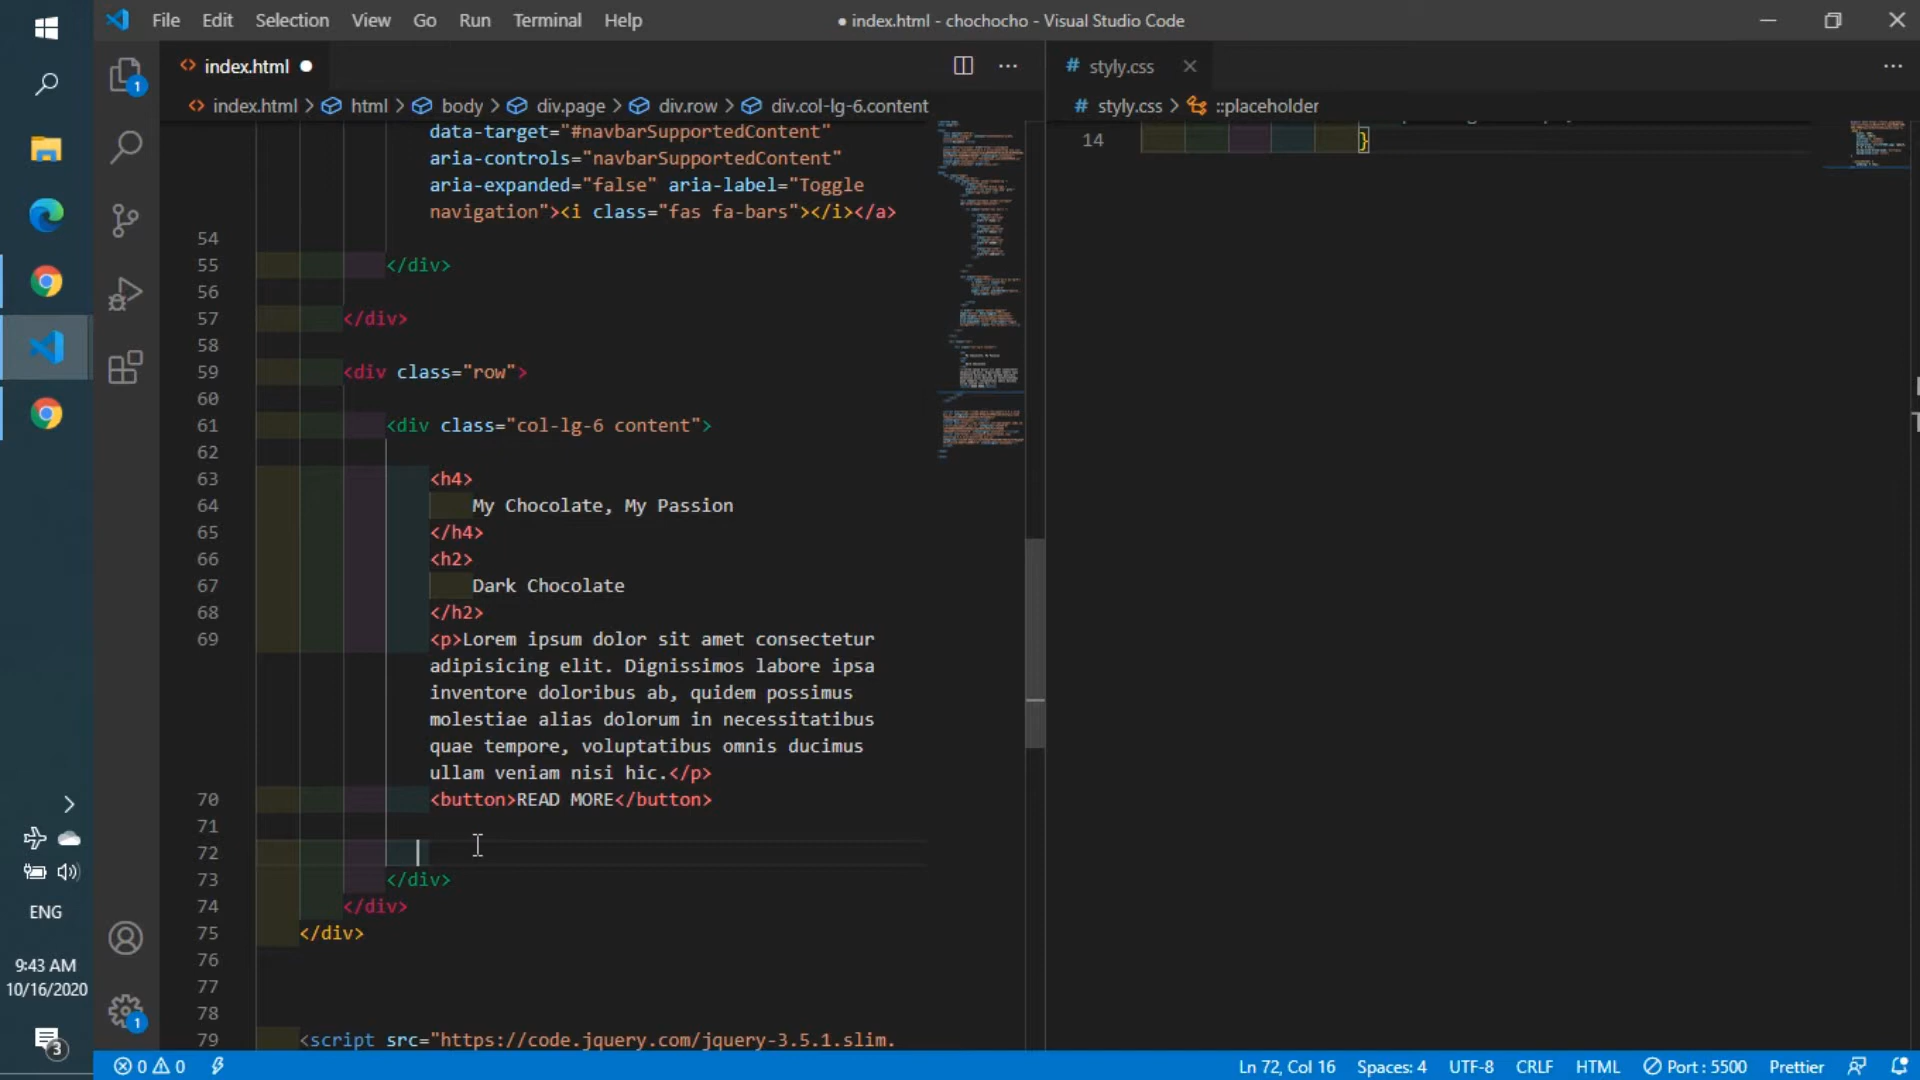 File Edit Selection View Go Run Terminal Help
● index.html - chochocho - Visual Studio Code
index.html
styly.css
index.html > html > body > div.page > div.row > div.col-lg-6.content
styly.css > ::placeholder
data-target="#navbarSupportedContent"
aria-controls="navbarSupportedContent"
aria-expanded="false" aria-label="Toggle
navigation"><i class="fas fa-bars"></i></a>
54
55 </div>
56
57 </div>
58
59 <div class="row">
60
61 <div class="col-lg-6 content">
62
63 <h4>
64 My Chocolate, My Passion
65 </h4>
66 <h2>
67 Dark Chocolate
68 </h2>
69 <p>Lorem ipsum dolor sit amet consectetur
adipisicing elit. Dignissimos labore ipsa
inventore doloribus ab, quidem possimus
molestiae alias dolorum in necessitatibus
quae tempore, voluptatibus omnis ducimus
ullam veniam nisi hic.</p>
70 <button>READ MORE</button>
71
72
73 </div>
74 </div>
75 </div>
76
77
78
79 <script src="https://code.jquery.com/jquery-3.5.1.slim.
14 }
1
1
ENG
9:43 AM
10/16/2020
3
0 0
Ln 72, Col 16 Spaces: 4 UTF-8 CRLF HTML Port : 5500 Prettier